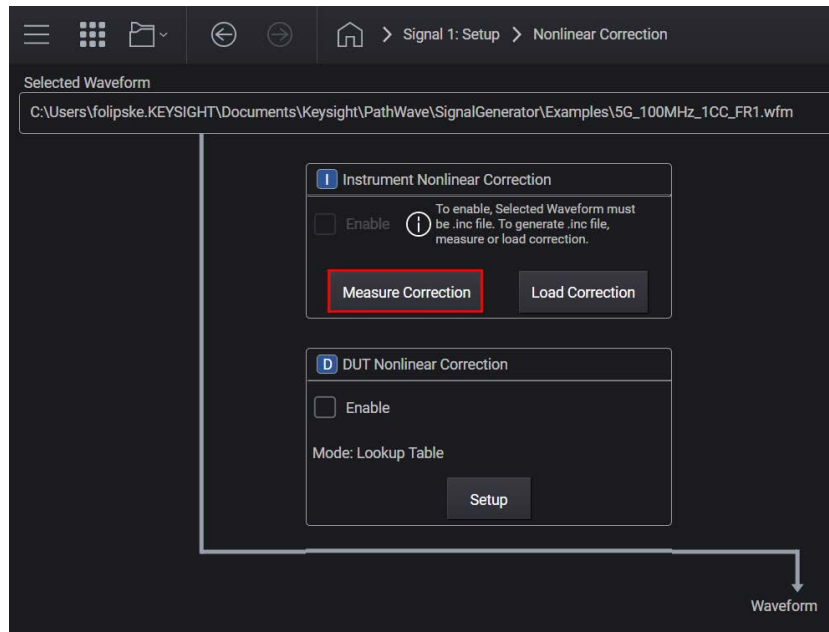 Signal 1: Setup > Nonlinear Correction
Selected Waveform
C:\Users\folipske.KEYSIGHT\Documents\Keysight\PathWave\SignalGenerator\Examples\5G_100MHz_1CC_FR1.wfm
I Instrument Nonlinear Correction
Enable
To enable, Selected Waveform must
be .inc file. To generate .inc file,
measure or load correction.
Measure Correction
Load Correction
D DUT Nonlinear Correction
Enable
Mode: Lookup Table
Setup
Waveform